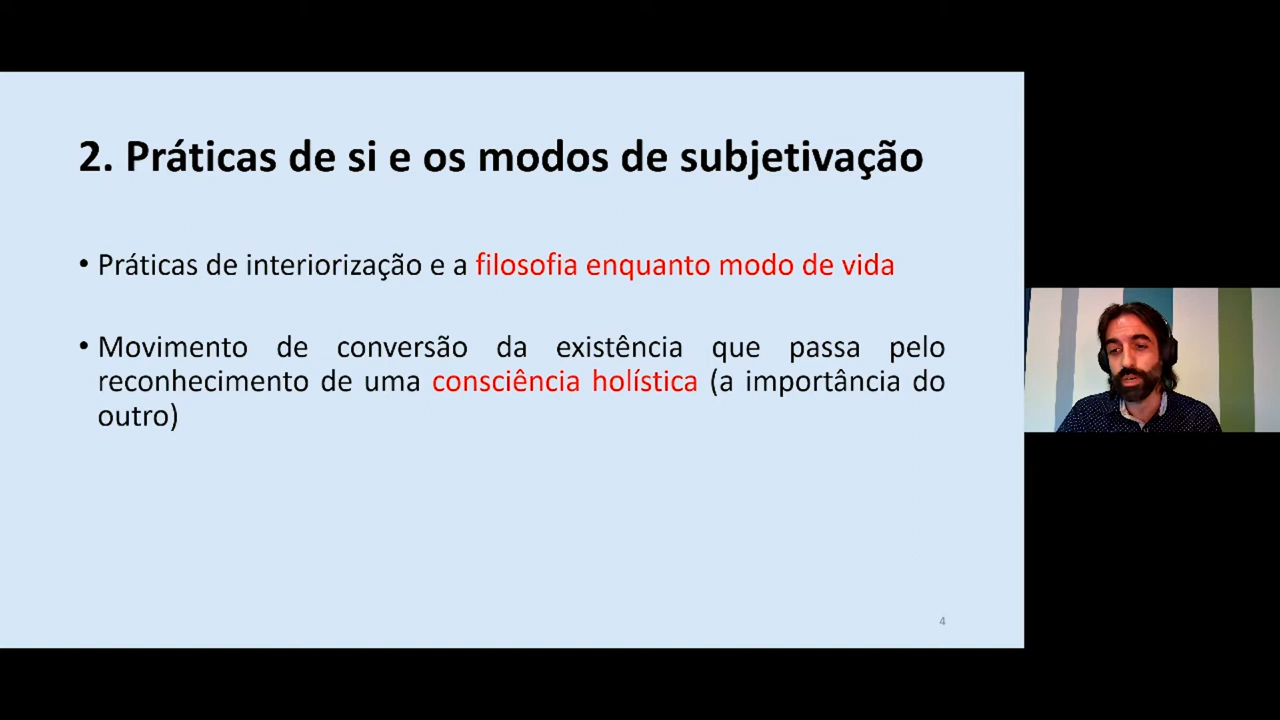 2. Práticas de si e os modos de subjetivação
• Práticas de interiorização e a filosofia enquanto modo de vida
• Movimento de conversão da existência que passa pelo
reconhecimento de uma consciência holística (a importância do
outro)
4